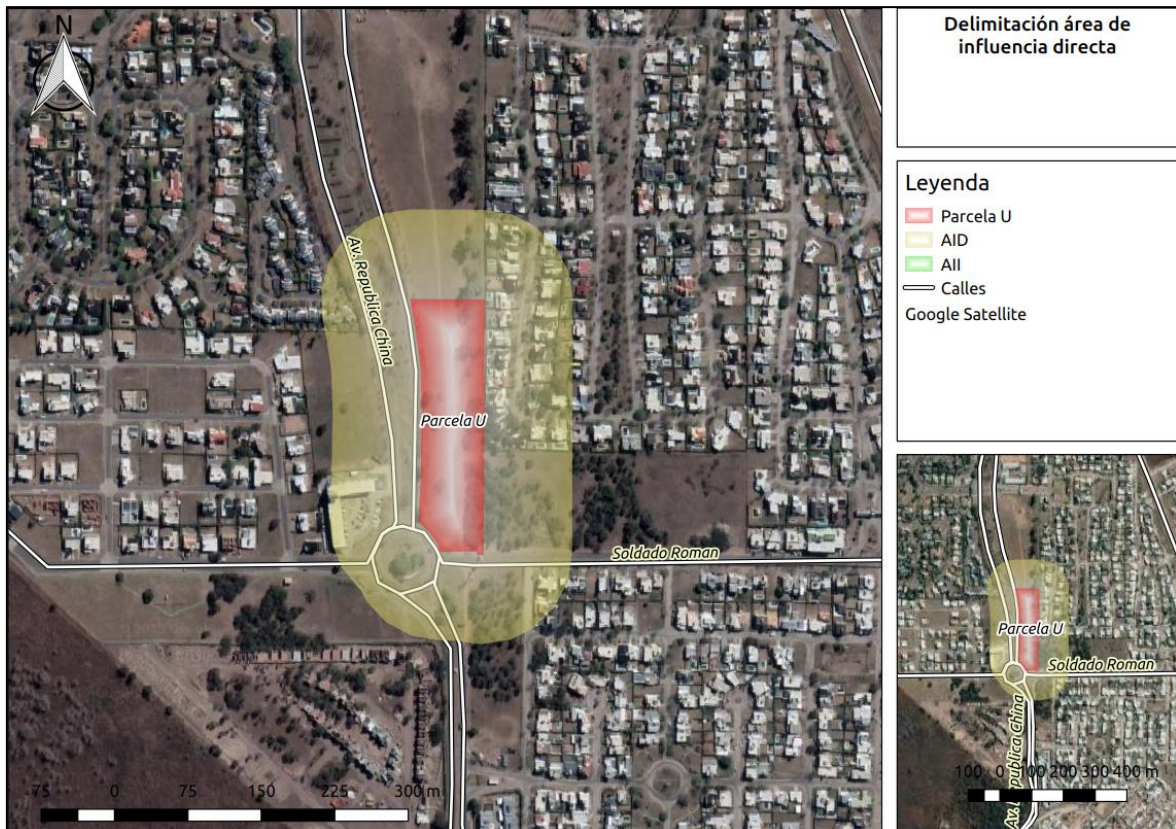 Delimitación área de
influencia directa
N
Av. Republica China
Parcela U
Soldado Roman
75 0 75 150 225 300 m
Leyenda
Parcela U
AID
AII
Calles
Google Satellite
Parcela U
Soldado Roman
Av. Republica China
100 0 100 200 300 400 m